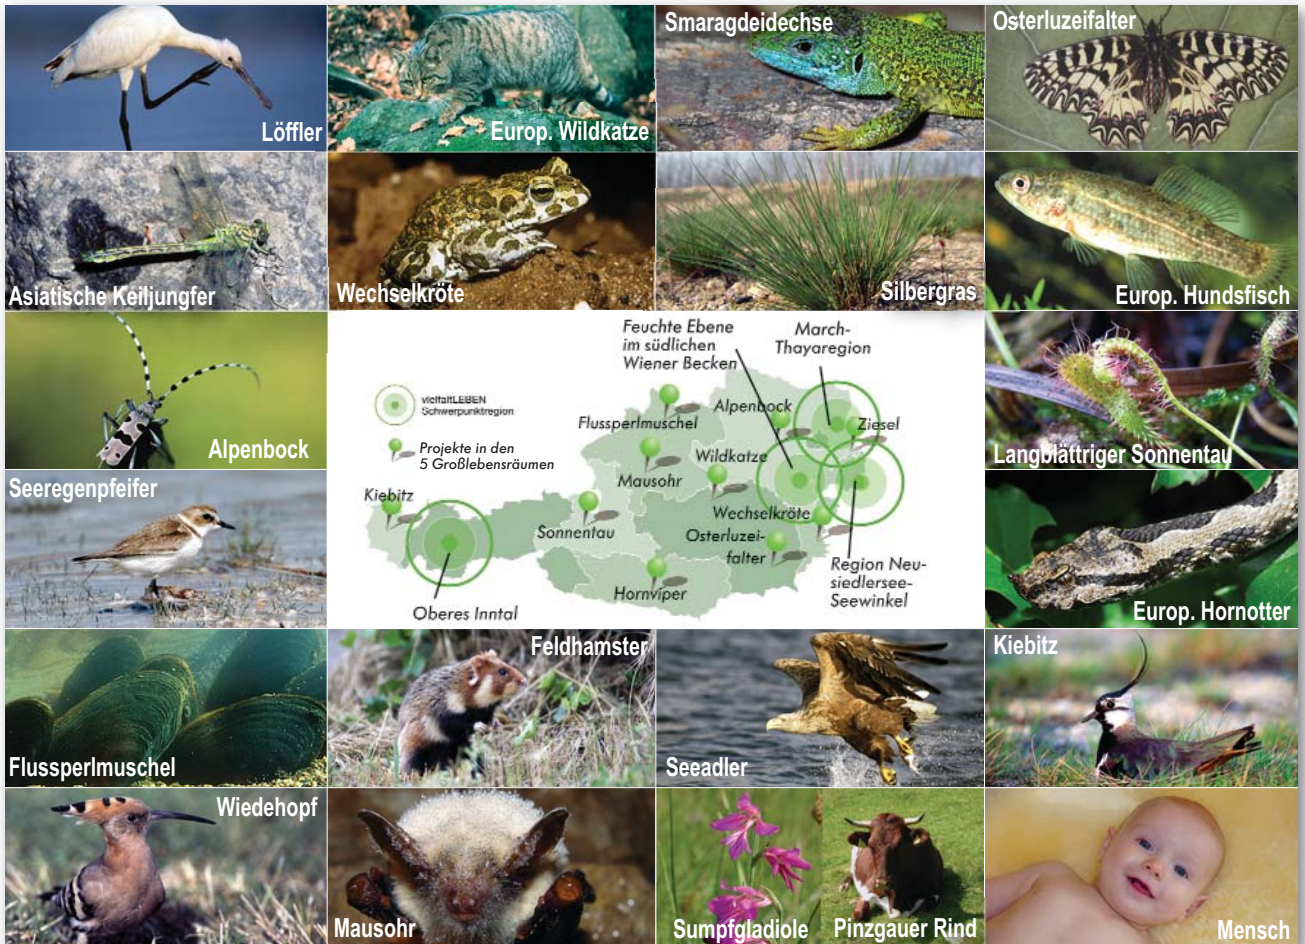 Löffler
Europ. Wildkatze
Smaragdeidechse
Osterluzeifalter
Asiatische Keiljungfer
Wechselkröte
Silbergras
Europ. Hundsfisch
Alpenbock
Seeregenpfeifer
Feuchte Ebene
im südlichen
Wiener Becken
March-
Thayaregion
vielfaltLEBEN
Schwerpunktregion
Projekte in den
5 Großlebensräumen
Flussperlmuschel
Alpenbock
Ziesel
Mausohr
Wildkatze
Kiebitz
Sonnentau
Wechselkröte
Osterluzei-
falter
Hornviper
Oberes Inntal
Region Neu-
siedlersee-
Seewinkel
Langblättriger Sonnentau
Europ. Hornotter
Flussperlmuschel
Feldhamster
Seeadler
Kiebitz
Wiedehopf
Mausohr
Sumpfgladiole
Pinzgauer Rind
Mensch